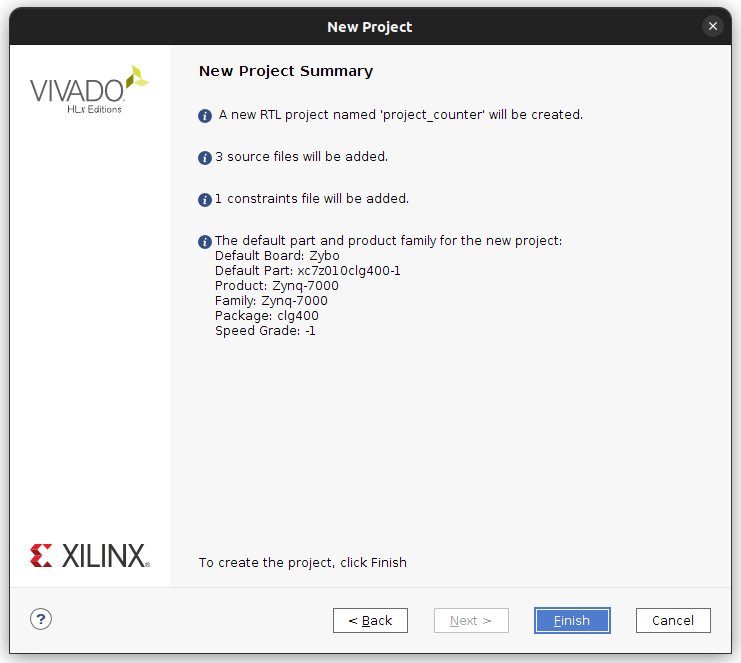 New Project
VIVADO
HLx Editions
New Project Summary
A new RTL project named 'project_counter' will be created.
3 source files will be added.
1 constraints file will be added.
The default part and product family for the new project:
Default Board: Zybo
Default Part: xc7z010clg400-1
Product: Zynq-7000
Family: Zynq-7000
Package: clg400
Speed Grade: -1
XILINX®
To create the project, click Finish
?
< Back
Next >
Finish
Cancel